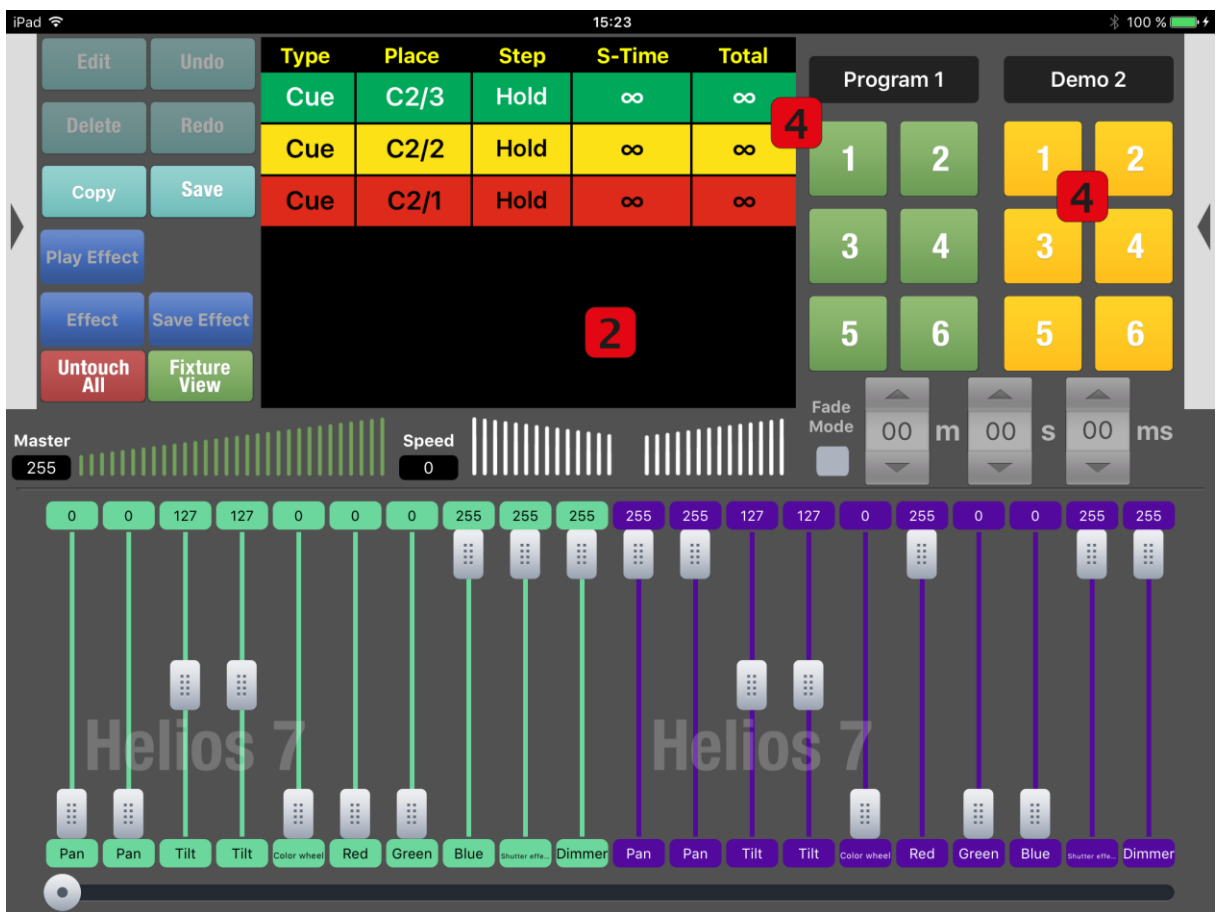 iPad 15:23 100 %
Edit Undo
Delete Redo
Copy Save
Play Effect
Effect Save Effect
Untouch All Fixture View
Type Place Step S-Time Total
Cue C2/3 Hold ∞ ∞
Cue C2/2 Hold ∞ ∞
Cue C2/1 Hold ∞ ∞
2
4
Program 1 Demo 2
1 2 1 2
4
3 4 3 4
5 6 5 6
Fade Mode 00 m 00 s 00 ms
Master 255 Speed 0
0 0 127 127 0 0 0 255 255 255 255 255 127 127 0 255 0 0 255 255
Helios 7 Helios 7
Pan Pan Tilt Tilt Color wheel Red Green Blue Shutter effe... Dimmer Pan Pan Tilt Tilt Color wheel Red Green Blue Shutter effe... Dimmer